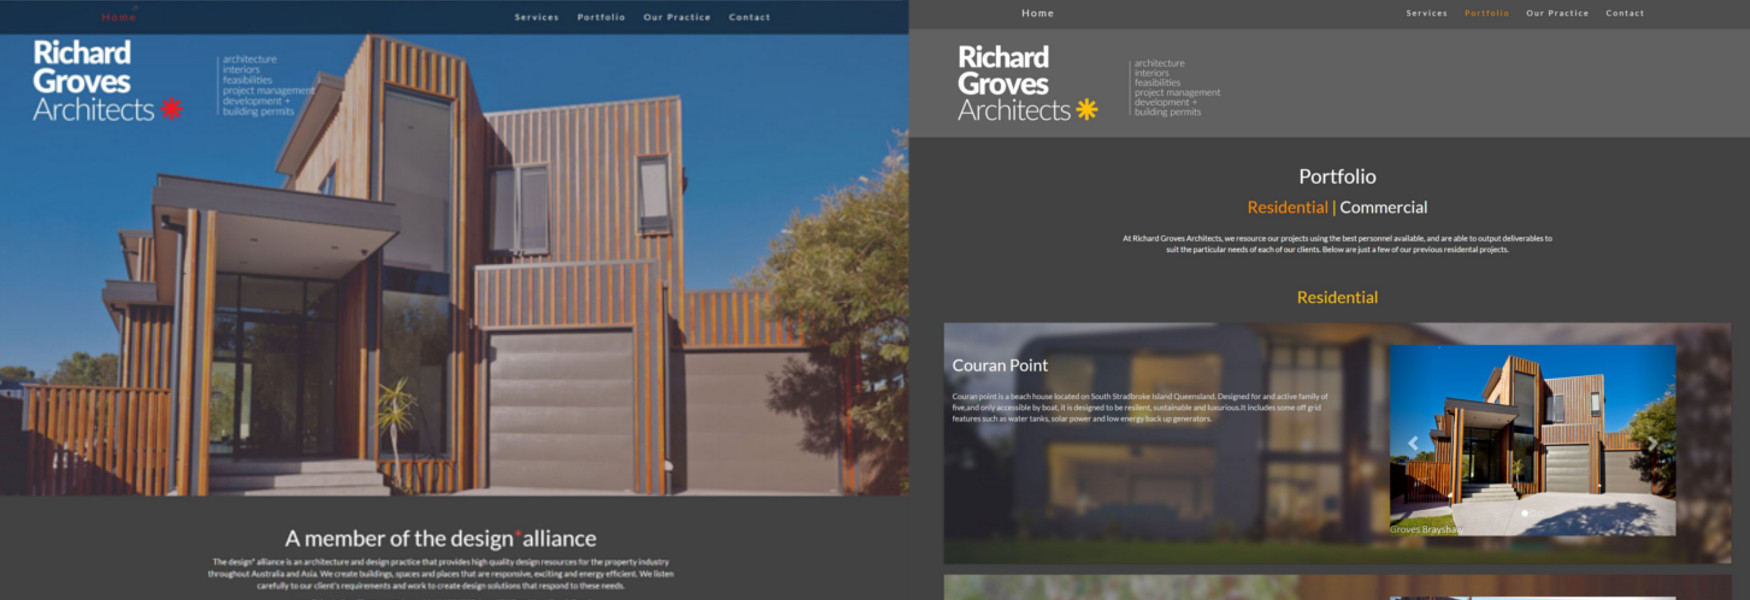 Home
Services Portfolio Our Practice Contact
Richard
Groves
Architects
architecture
interiors
feasibilities
project management
development +
building permits
A member of the design*alliance
The design* alliance is an architecture and design practice that provides high quality design resources for the property industry
throughout Australia and Asia. We create buildings, spaces and places that are responsive, exciting and energy efficient. We listen
carefully to our client's requirements and work to create design solutions that respond to these needs.
Home
Services Portfolio Our Practice Contact
Richard
Groves
Architects
architecture
interiors
feasibilities
project management
development +
building permits
Portfolio
Residential | Commercial
At Richard Groves Architects, we resource our projects using the best personnel available, and are able to output deliverables to
suit the particular needs of each of our clients. Below are just a few of our previous residental projects.
Residential
Couran Point
Couran point is a beach house located on South Stradbroke Island Queensland. Designed for and active family of
five,and only accessible by boat, it is designed to be resilent, sustainable and luxurious.It includes some off grid
features such as water tanks, solar power and low energy back up generators.
Groves Brayshaw